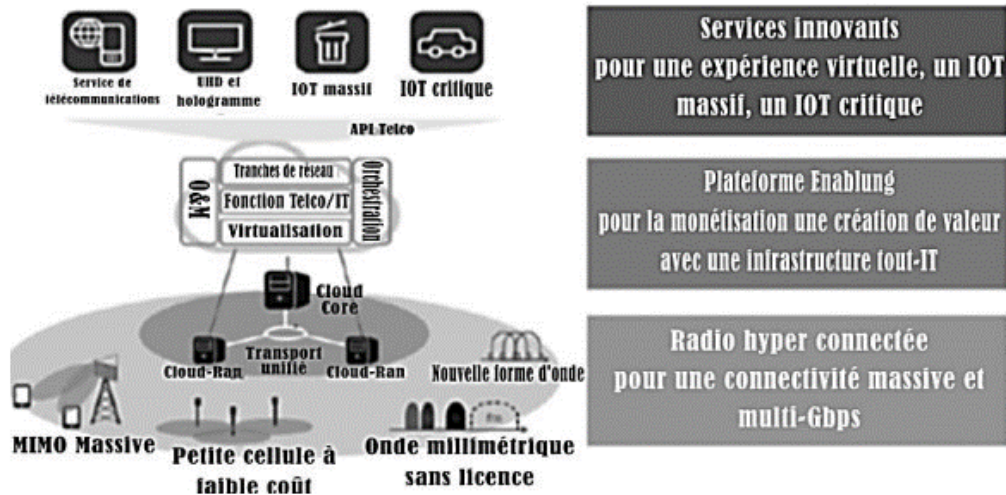 Service de
télécommunications
UHD et
hologramme
IOT massif
IOT critique
API Telco
O&M
Tranches de réseau
Fonction Telco/IT
Virtualisation
Orchestration
Cloud
Core
Cloud-Ran
Transport
unifié
Cloud-Ran
Nouvelle forme d'onde
MIMO Massive
Petite cellule à
faible coût
Onde millimétrique
sans licence
Services innovants
pour une expérience virtuelle, un IOT
massif, un IOT critique
Plateforme Enablung
pour la monétisation une création de valeur
avec une infrastructure tout-IT
Radio hyper connectée
pour une connectivité massive et
multi-Gbps